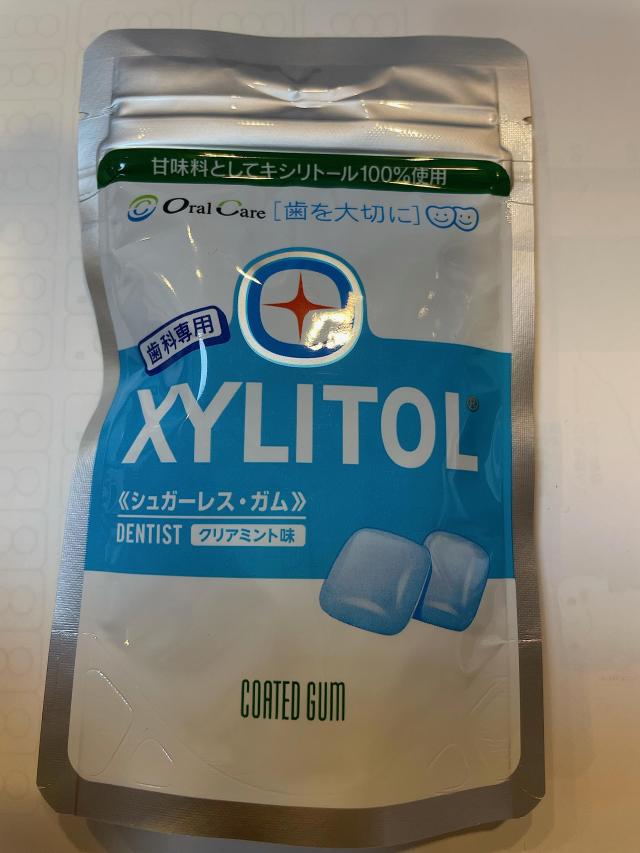 甘味料としてキシリトール100%使用
Oral Care [歯を大切に]
歯科専用
XYLITOL®
《シュガーレス・ガム》
DENTIST クリアミント味
COATED GUM